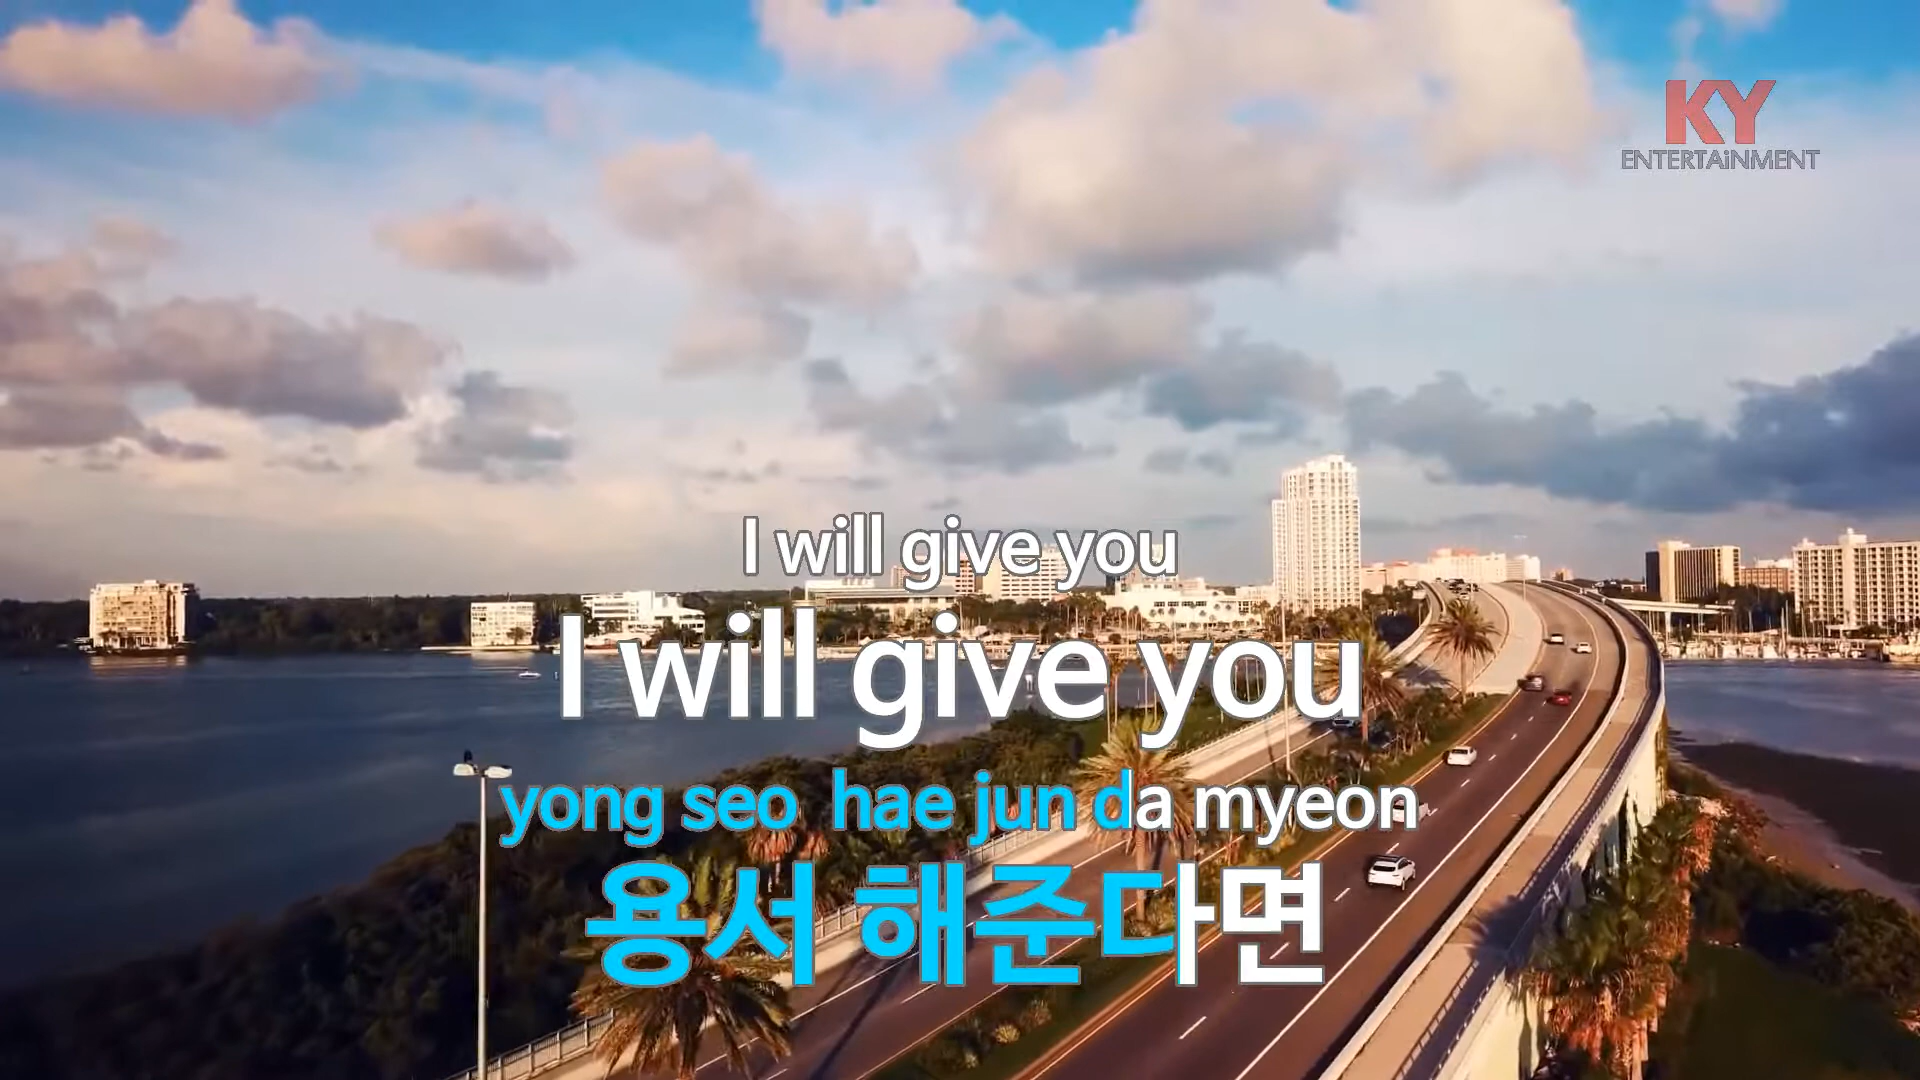 KY
ENTERTAiNMENT
I will give you
I will give you
yong seo hae jun da myeon
용서 해준다면